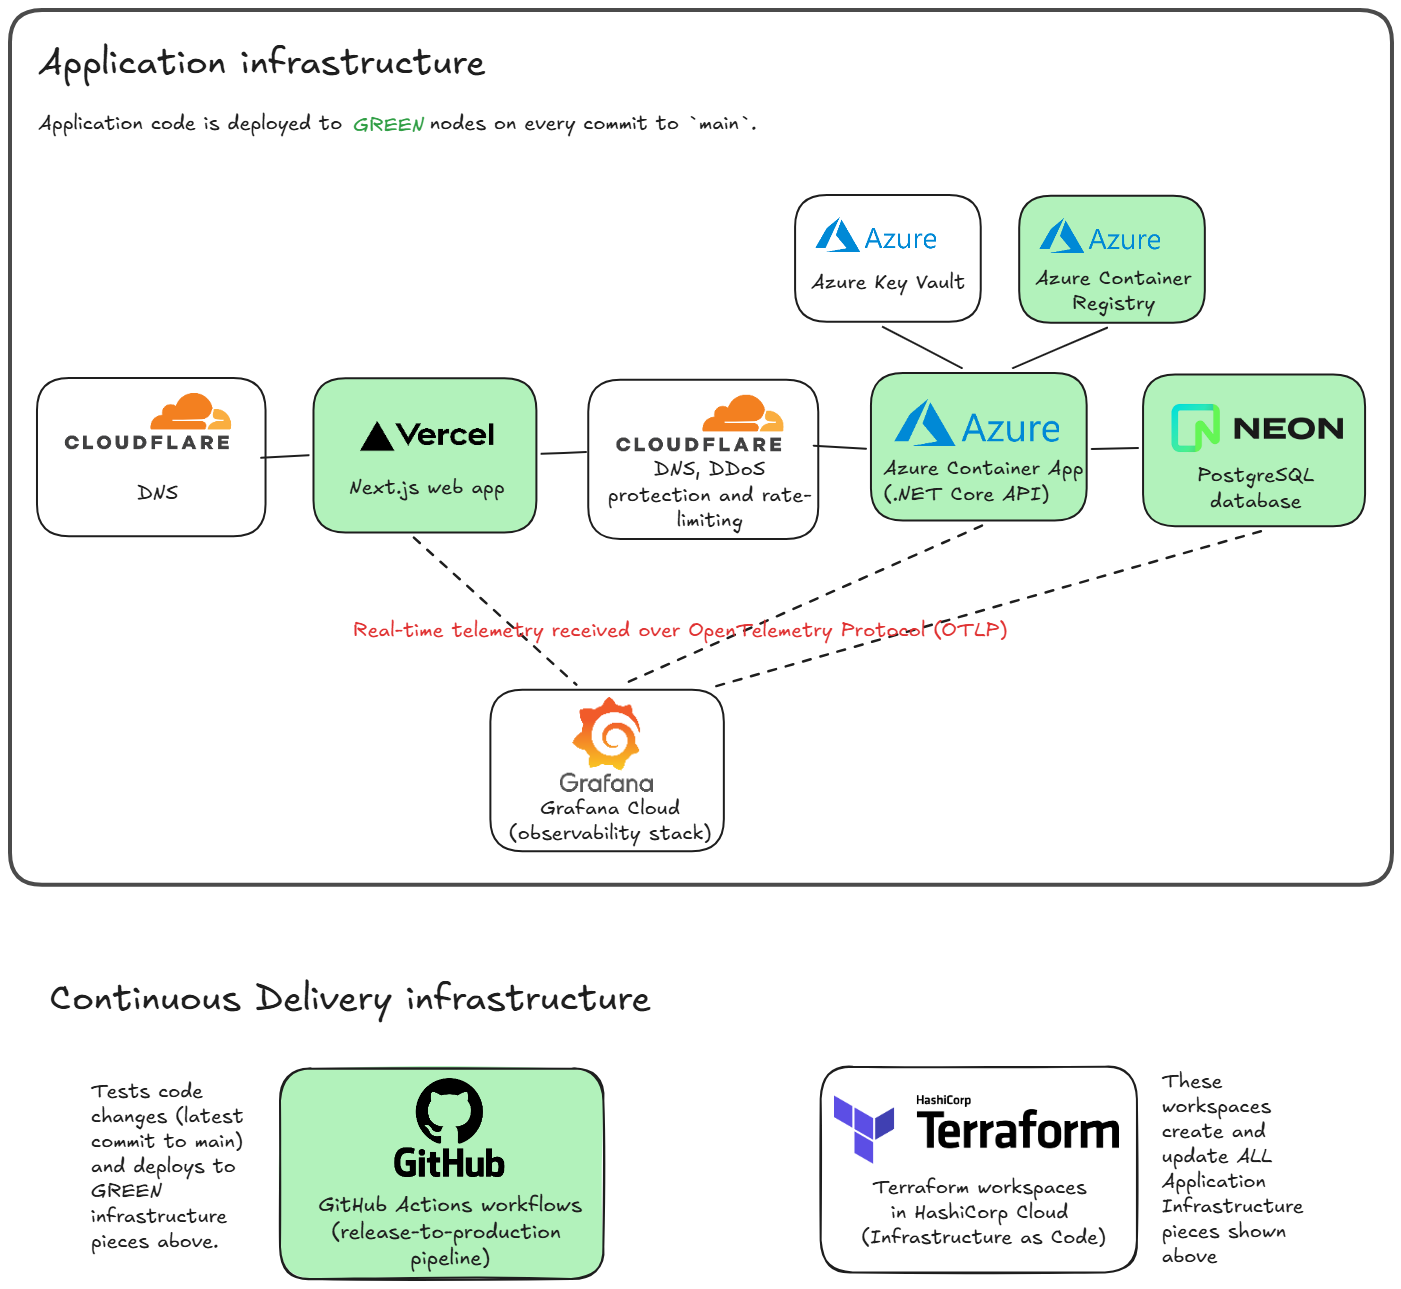 Application infrastructure
Application code is deployed to GREEN nodes on every commit to `main`.
Azure
Azure Key Vault
Azure
Azure Container
Registry
CLOUDFLARE
DNS
Vercel
Next.js web app
CLOUDFLARE
DNS, DDoS
protection and rate-
limiting
Azure
Azure Container App
(.NET Core API)
NEON
PostgreSQL
database
Real-time telemetry received over OpenTelemetry Protocol (OTLP)
Grafana
Grafana Cloud
(observability stack)
Continuous Delivery infrastructure
Tests code
changes (latest
commit to main)
and deploys to
GREEN
infrastructure
pieces above.
GitHub
GitHub Actions workflows
(release-to-production
pipeline)
HashiCorp
Terraform
Terraform workspaces
in HashiCorp Cloud
(Infrastructure as Code)
These
workspaces
create and
update ALL
Application
Infrastructure
pieces shown
above